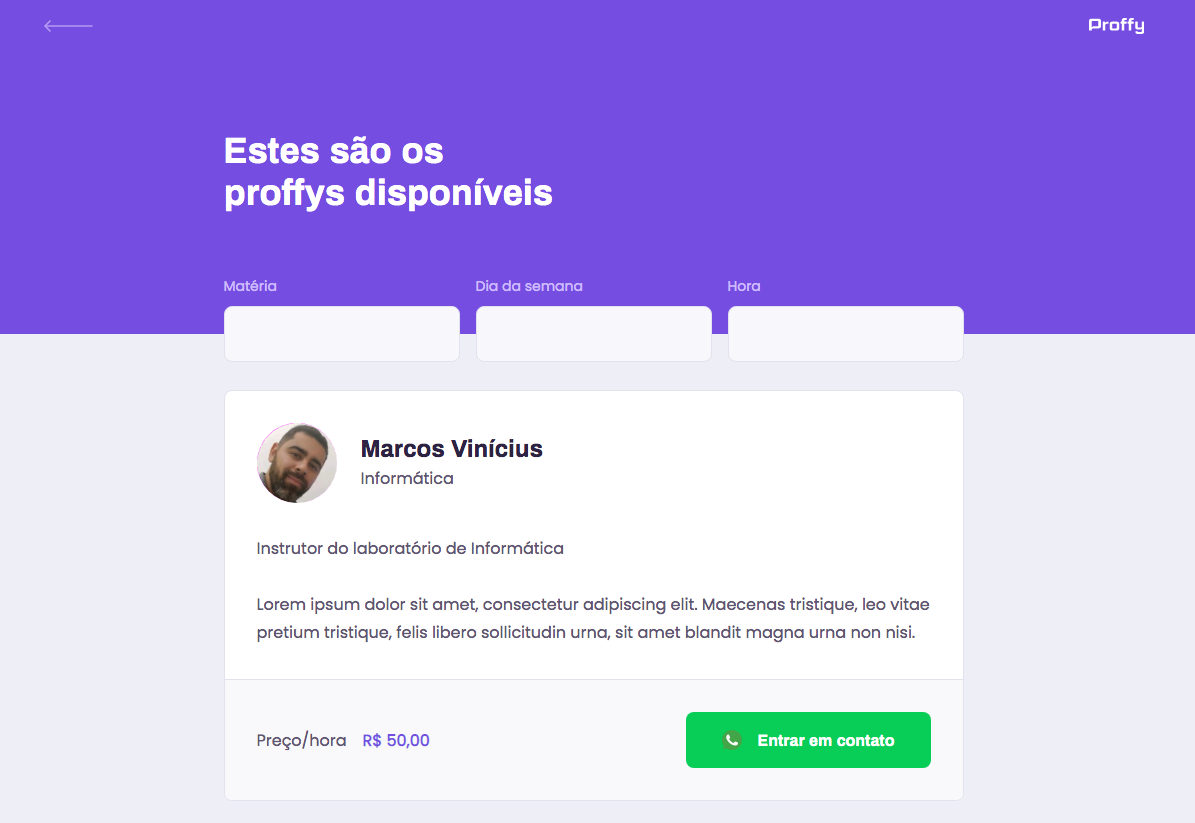 Proffy
Estes são os
proffys disponíveis
Matéria
Dia da semana
Hora
Marcos Vinícius
Informática
Instrutor do laboratório de Informática
Lorem ipsum dolor sit amet, consectetur adipiscing elit. Maecenas tristique, leo vitae
pretium tristique, felis libero sollicitudin urna, sit amet blandit magna urna non nisi.
Preço/hora R$ 50,00
Entrar em contato